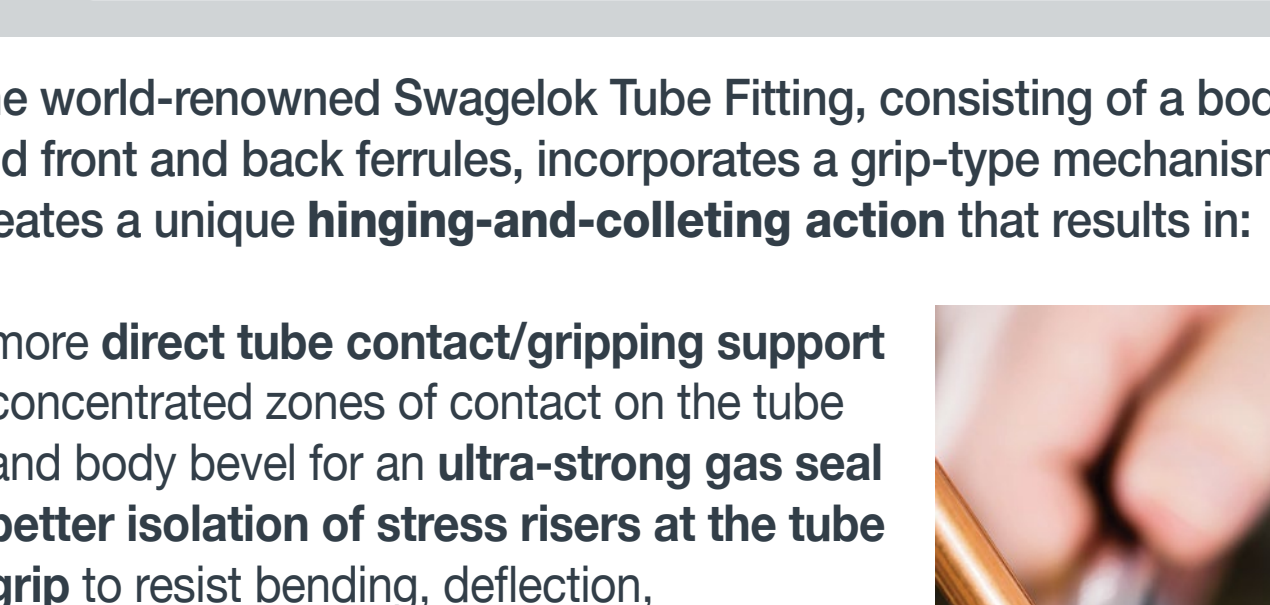 e world-renowned Swagelok Tube Fitting, consisting of a bod
d front and back ferrules, incorporates a grip-type mechanism
eates a unique hinging-and-colleting action that results in:
more direct tube contact/gripping support
concentrated zones of contact on the tube
and body bevel for an ultra-strong gas seal
better isolation of stress risers at the tube
grip to resist bending, deflection,